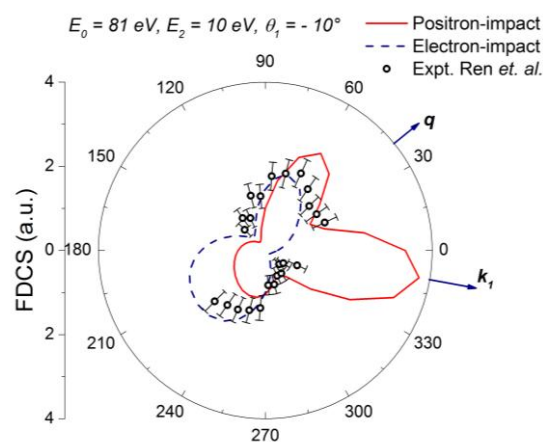 E₀ = 81 eV, E₂ = 10 eV, θ₁ = - 10°
Positron-impact
Electron-impact
Expt. Ren et. al.
90
120
60
150
30
180
0
210
330
240
300
270
q
k₁
FDCS (a.u.)
4
2
0
2
4